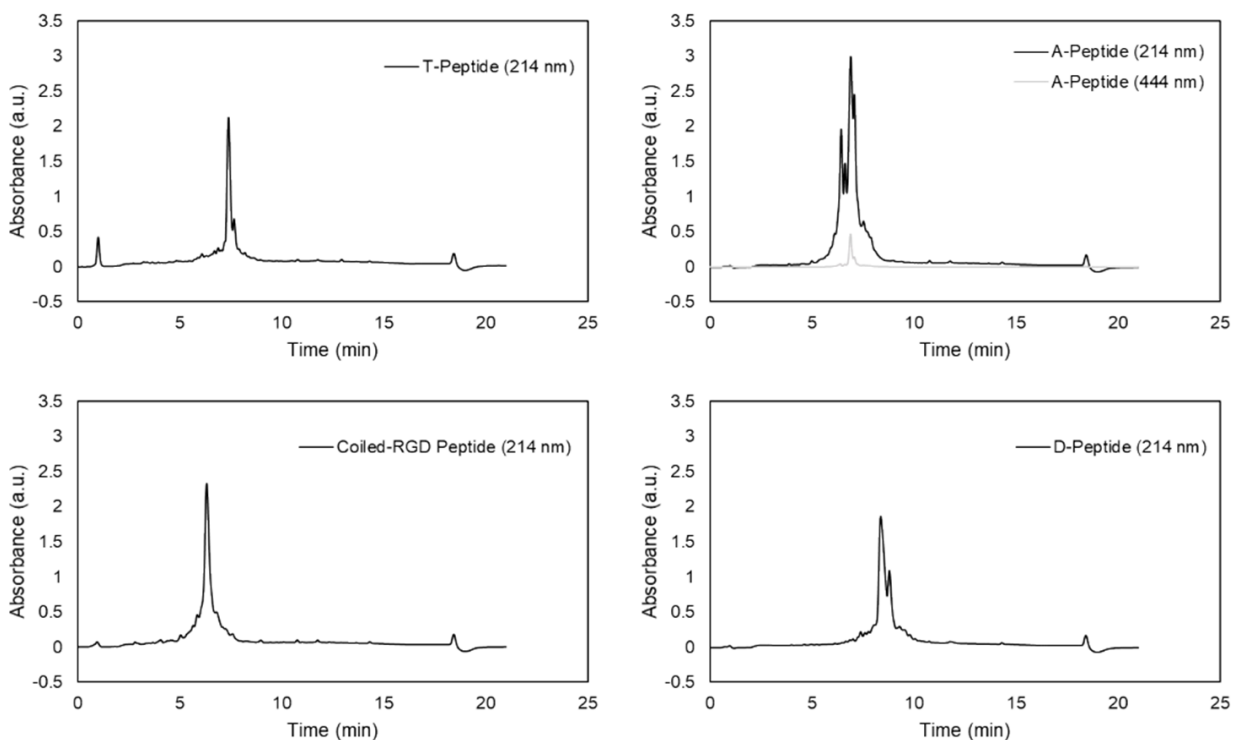 3.5
3
2.5
2
1.5
1
0.5
0
-0.5
Absorbance (a.u.)
T-Peptide (214 nm)
0 5 10 15 20 25
Time (min)
3.5
3
2.5
2
1.5
1
0.5
0
-0.5
Absorbance (a.u.)
A-Peptide (214 nm)
A-Peptide (444 nm)
0 5 10 15 20 25
Time (min)
3.5
3
2.5
2
1.5
1
0.5
0
-0.5
Absorbance (a.u.)
Coiled-RGD Peptide (214 nm)
0 5 10 15 20 25
Time (min)
3.5
3
2.5
2
1.5
1
0.5
0
-0.5
Absorbance (a.u.)
D-Peptide (214 nm)
0 5 10 15 20 25
Time (min)